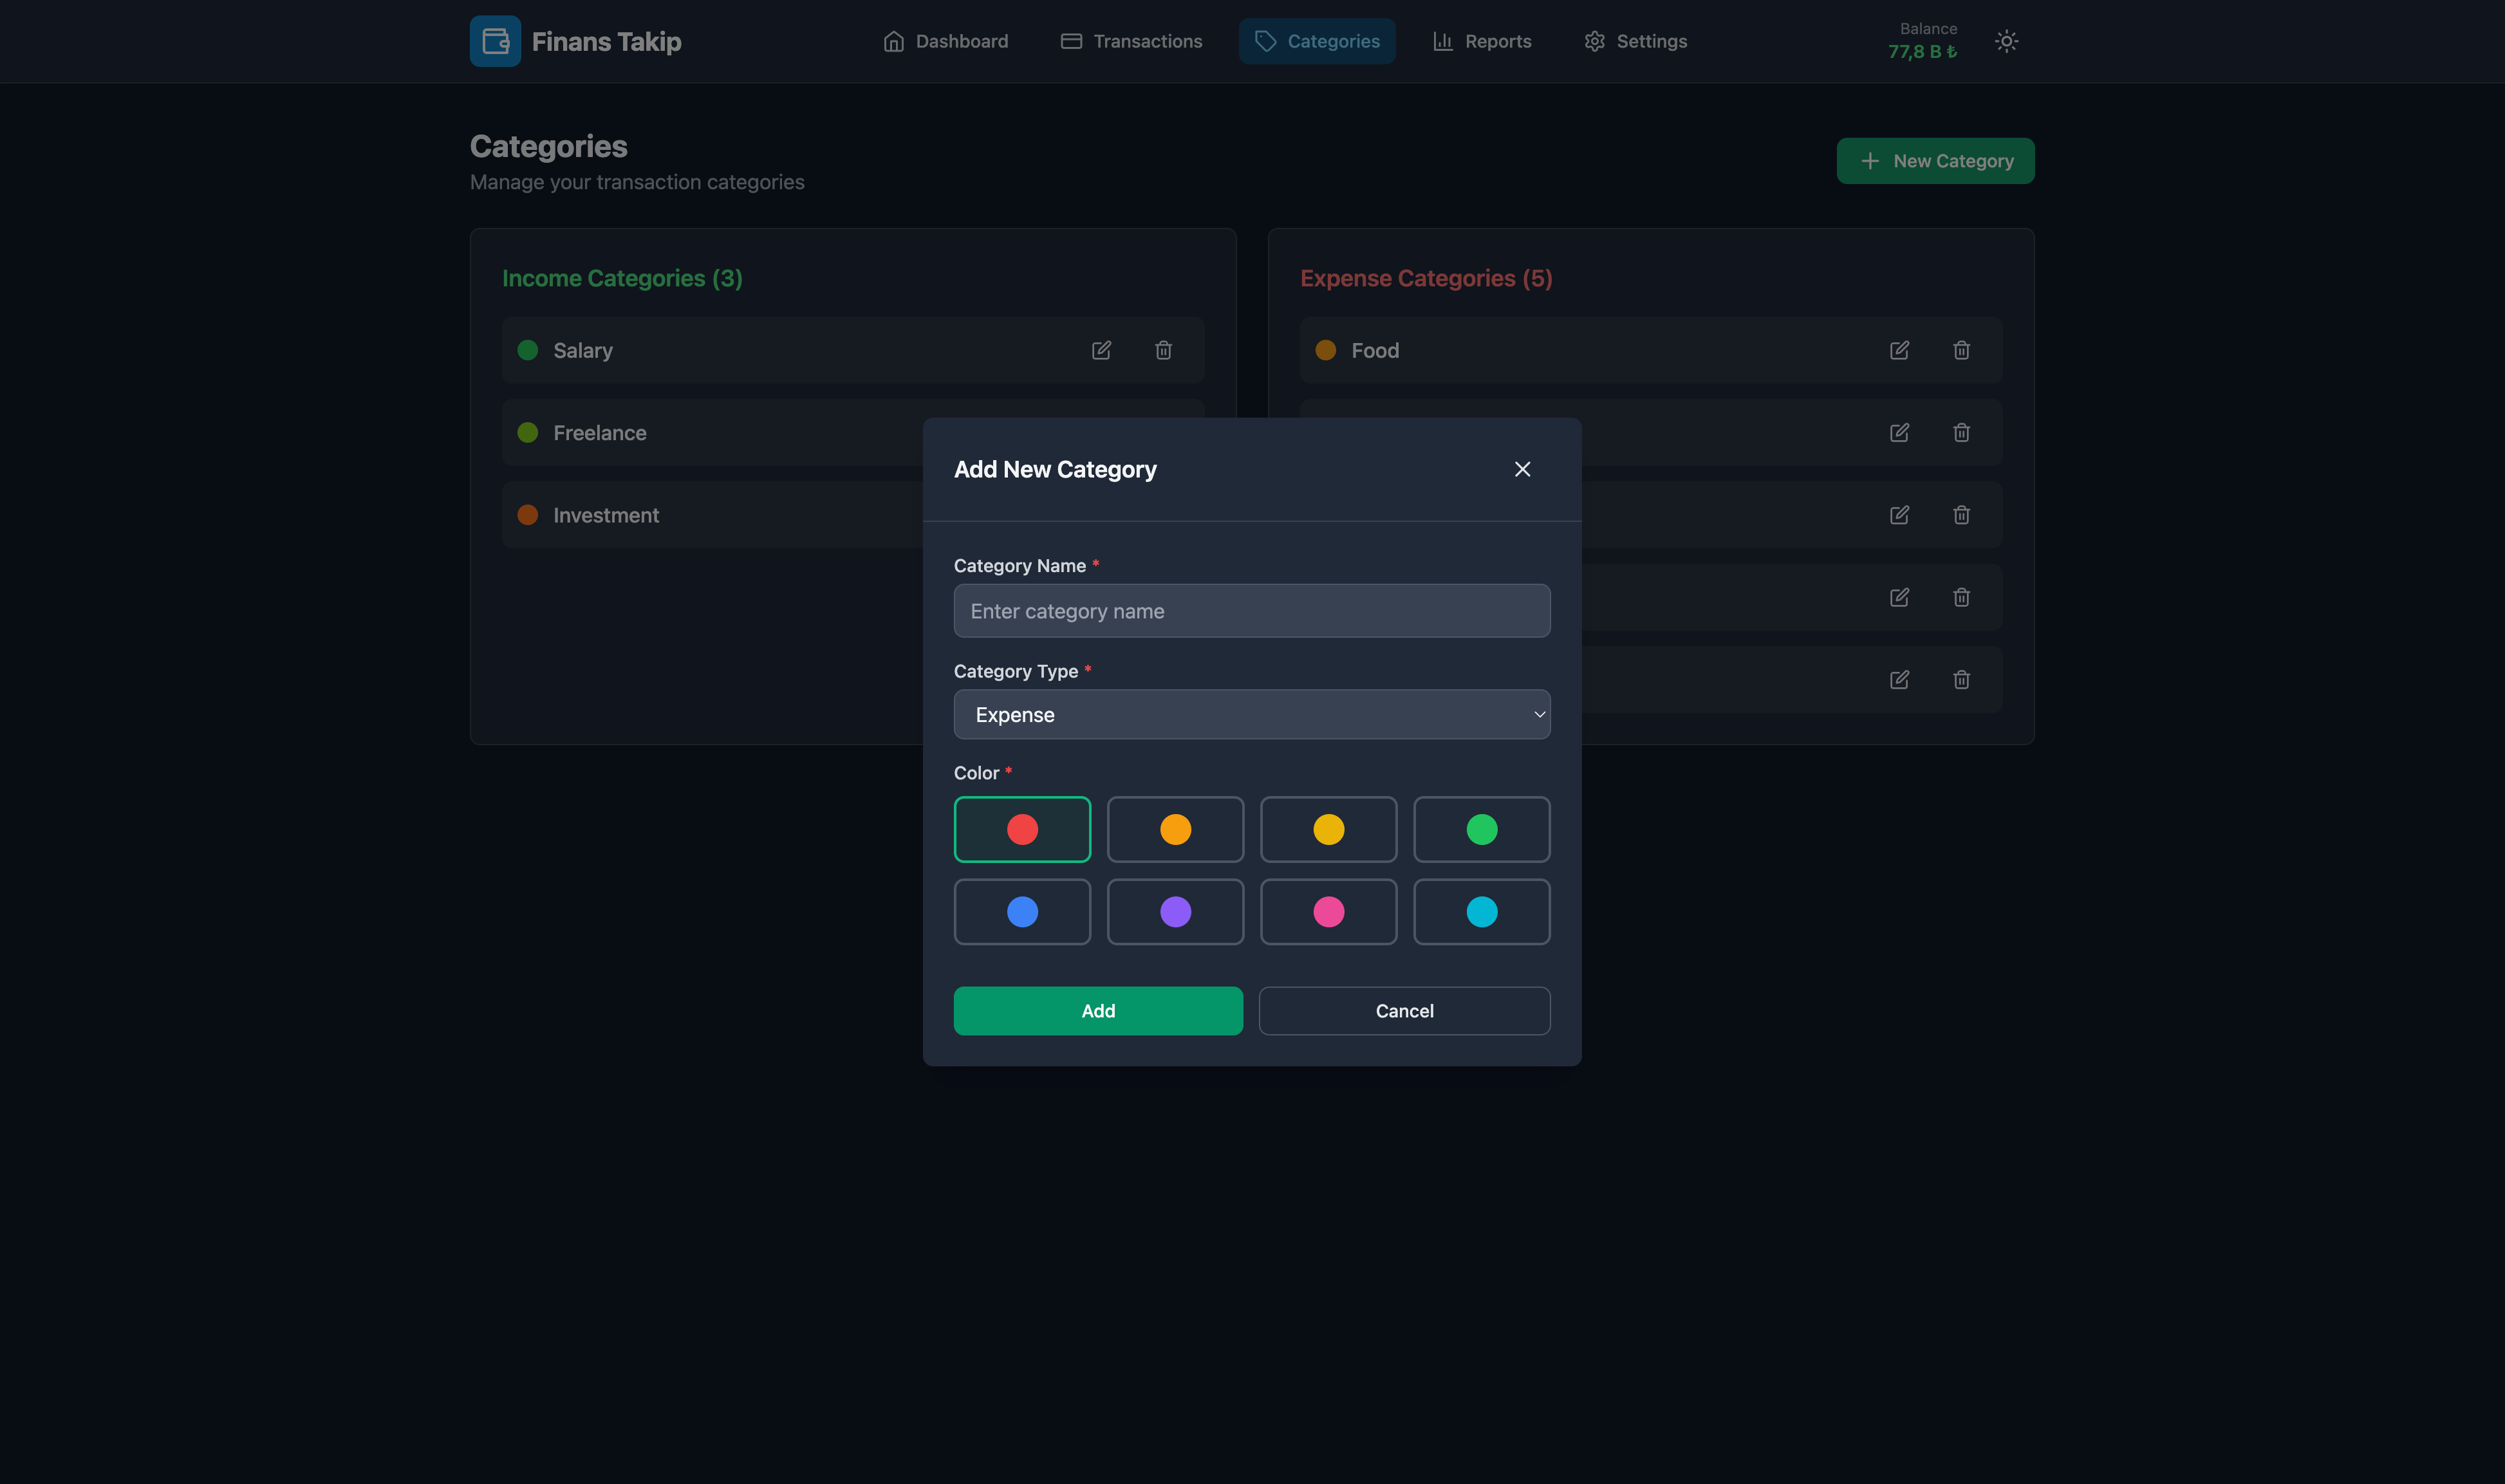 Finans Takip
Dashboard
Transactions
Categories
Reports
Settings
Balance
77,8 B ₺
Categories
Manage your transaction categories
New Category
Income Categories (3)
Salary
Freelance
Investment
Expense Categories (5)
Food
Add New Category
Category Name *
Enter category name
Category Type *
Expense
Color *
Add
Cancel